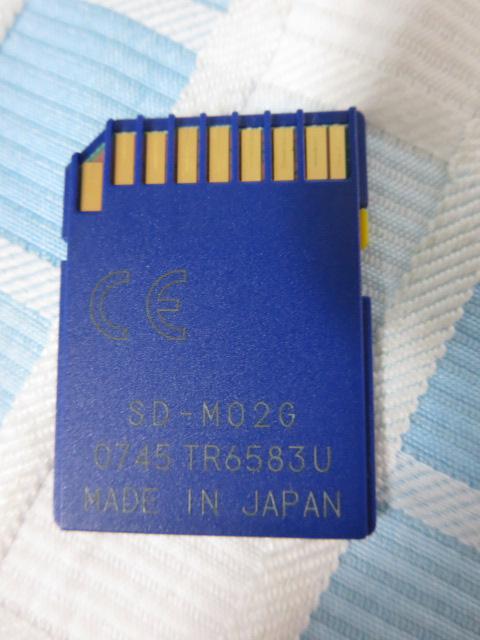 CE
SD-M02G
0745 TR6583U
MADE IN JAPAN